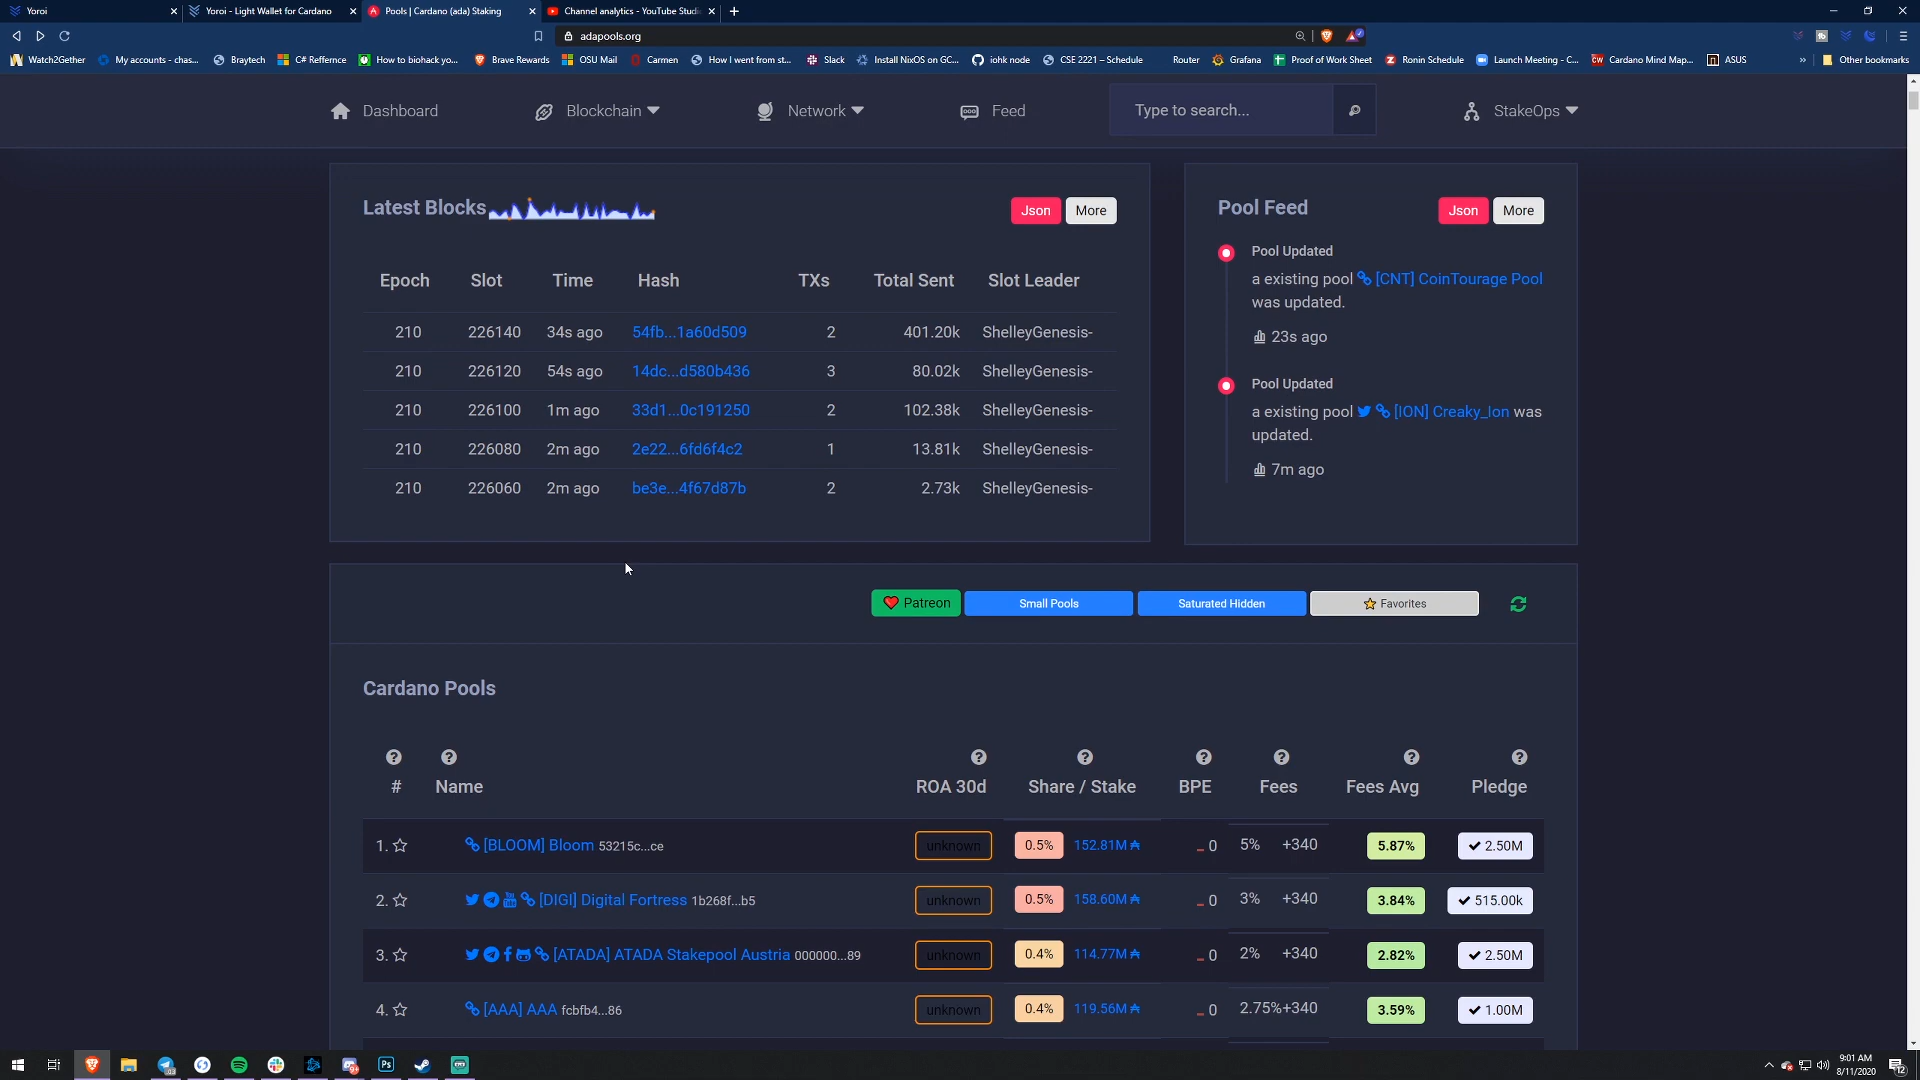 Yoroi
Yoroi - Light Wallet for Cardano
Pools | Cardano (ada) Staking
Channel analytics - YouTube Studi
adapools.org
Watch2Gether
My accounts - chas...
Braytech
C# Reffernce
How to biohack yo...
Brave Rewards
OSU Mail
Carmen
How I went from st...
Slack
Install NixOS on GC...
iohk node
CSE 2221 – Schedule
Router
Grafana
Proof of Work Sheet
Ronin Schedule
Launch Meeting - C...
Cardano Mind Map...
ASUS
»
Other bookmarks
Dashboard
Blockchain
Network
Feed
Type to search...
StakeOps
Latest Blocks
Json
More
Epoch Slot Time Hash TXs Total Sent Slot Leader
210 226140 34s ago 54fb...1a60d509 2 401.20k ShelleyGenesis-
210 226120 54s ago 14dc...d580b436 3 80.02k ShelleyGenesis-
210 226100 1m ago 33d1...0c191250 2 102.38k ShelleyGenesis-
210 226080 2m ago 2e22...6fd6f4c2 1 13.81k ShelleyGenesis-
210 226060 2m ago be3e...4f67d87b 2 2.73k ShelleyGenesis-
Pool Feed
Json
More
Pool Updated
a existing pool [CNT] CoinTourage Pool
was updated.
23s ago
Pool Updated
a existing pool [ION] Creaky_Ion was
updated.
7m ago
Patreon
Small Pools
Saturated Hidden
Favorites
Cardano Pools
# Name ROA 30d Share / Stake BPE Fees Fees Avg Pledge
1. [BLOOM] Bloom 53215c...ce unknown 0.5% 152.81M₳ _ 0 5% +340 5.87% 2.50M
2. [DIGI] Digital Fortress 1b268f...b5 unknown 0.5% 158.60M₳ _ 0 3% +340 3.84% 515.00k
3. [ATADA] ATADA Stakepool Austria 000000...89 unknown 0.4% 114.77M₳ _ 0 2% +340 2.82% 2.50M
4. [AAA] AAA fcbfb4...86 unknown 0.4% 119.56M₳ _ 0 2.75%+340 3.59% 1.00M
9:01 AM
8/11/2020